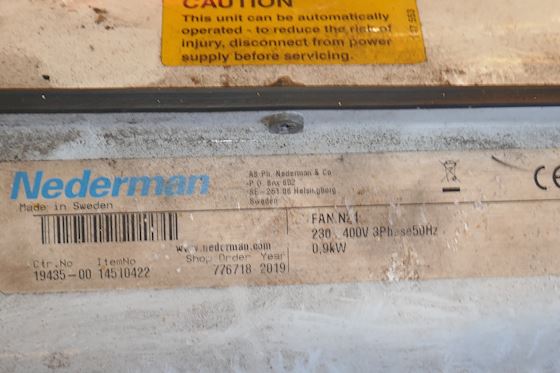 CAUTION
This unit can be automatically
operated - to reduce the risk of
injury, disconnect from power
supply before servicing.
Nederman
Made in Sweden
AB Ph. Nederman & Co
P.O. Box 602
SE-251 06 Helsingborg
Sweden
CE
www.nederman.com
FAN N24
230 400V 3Phase50Hz
0,9kW
Ctr.No ItemNo Shop Order Year
19435-00 14510422 776718 2019